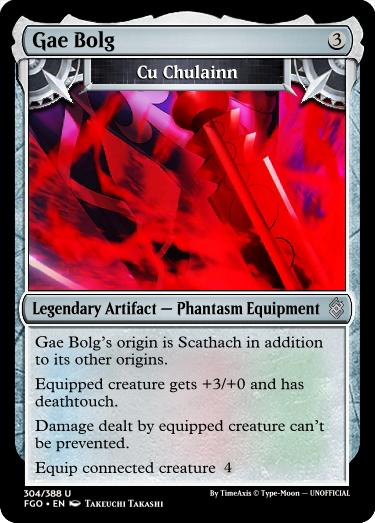 Gae Bolg 3
Cu Chulainn
Legendary Artifact — Phantasm Equipment
Gae Bolg's origin is Scathach in addition
to its other origins.
Equipped creature gets +3/+0 and has
deathtouch.
Damage dealt by equipped creature can't
be prevented.
Equip connected creature 4
304/388 U
FGO • EN Takeuchi Takashi
By TimeAxis © Type-Moon — UNOFFICIAL